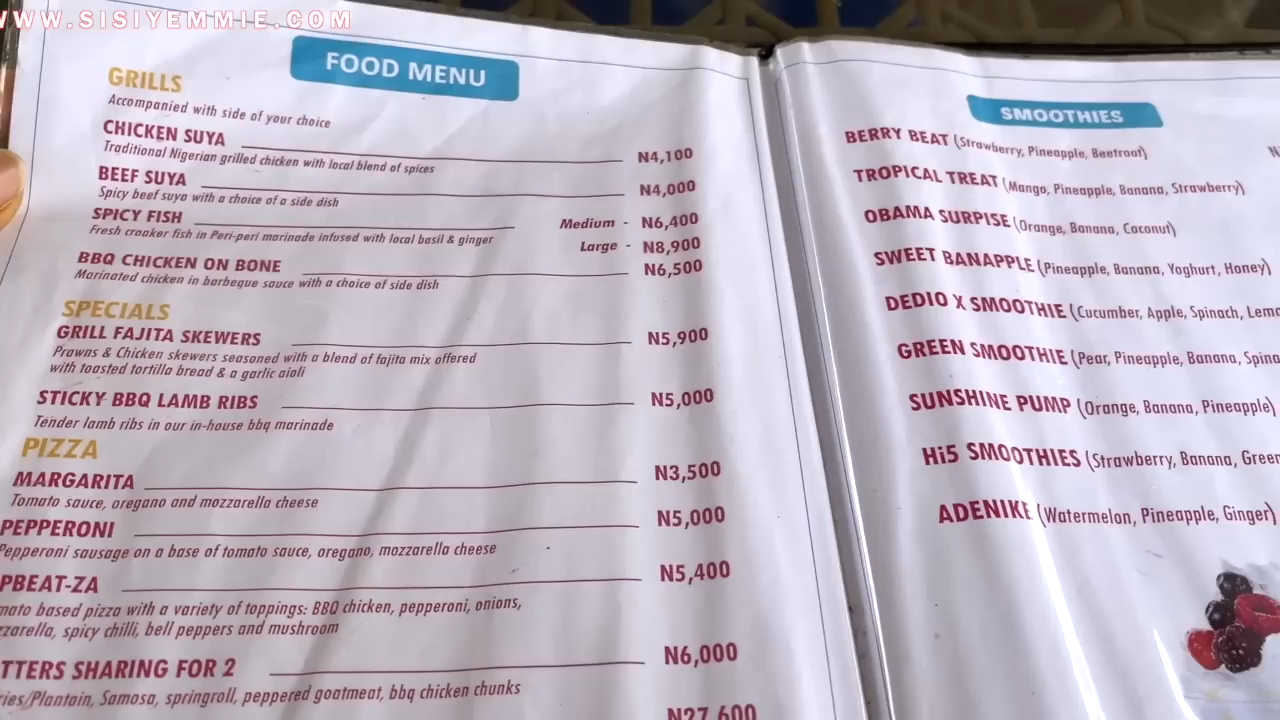 WWW.SISIYEMMIE.COM
FOOD MENU
GRILLS
Accompanied with side of your choice
CHICKEN SUYA N4,100
Traditional Nigerian grilled chicken with local blend of spices
BEEF SUYA N4,000
Spicy beef suya with a choice of a side dish
SPICY FISH Medium - N6,400
Fresh croaker fish in Peri-peri marinade infused with local basil & ginger
Large - N8,900
BBQ CHICKEN ON BONE N6,500
Marinated chicken in barbeque sauce with a choice of side dish
SPECIALS
GRILL FAJITA SKEWERS N5,900
Prawns & Chicken skewers seasoned with a blend of fajita mix offered
with toasted tortilla bread & a garlic aioli
STICKY BBQ LAMB RIBS N5,000
Tender lamb ribs in our in-house bbq marinade
PIZZA
MARGARITA N3,500
Tomato sauce, oregano and mozzarella cheese
PEPPERONI N5,000
Pepperoni sausage on a base of tomato sauce, oregano, mozzarella cheese
PBEAT-ZA N5,400
mato based pizza with a variety of toppings: BBQ chicken, pepperoni, onions,
zzarella, spicy chilli, bell peppers and mushroom
TTERS SHARING FOR 2 N6,000
ries/Plantain, Samosa, springroll, peppered goatmeat, bbq chicken chunks
N27,600
SMOOTHIES
BERRY BEAT (Strawberry, Pineapple, Beetroot) N
TROPICAL TREAT (Mango, Pineapple, Banana, Strawberry)
OBAMA SURPISE (Orange, Banana, Coconut)
SWEET BANAPPLE (Pineapple, Banana, Yoghurt, Honey)
DEDIO X SMOOTHIE (Cucumber, Apple, Spinach, Lemo
GREEN SMOOTHIE (Pear, Pineapple, Banana, Spina
SUNSHINE PUMP (Orange, Banana, Pineapple)
Hi5 SMOOTHIES (Strawberry, Banana, Green
ADENIKE (Watermelon, Pineapple, Ginger)